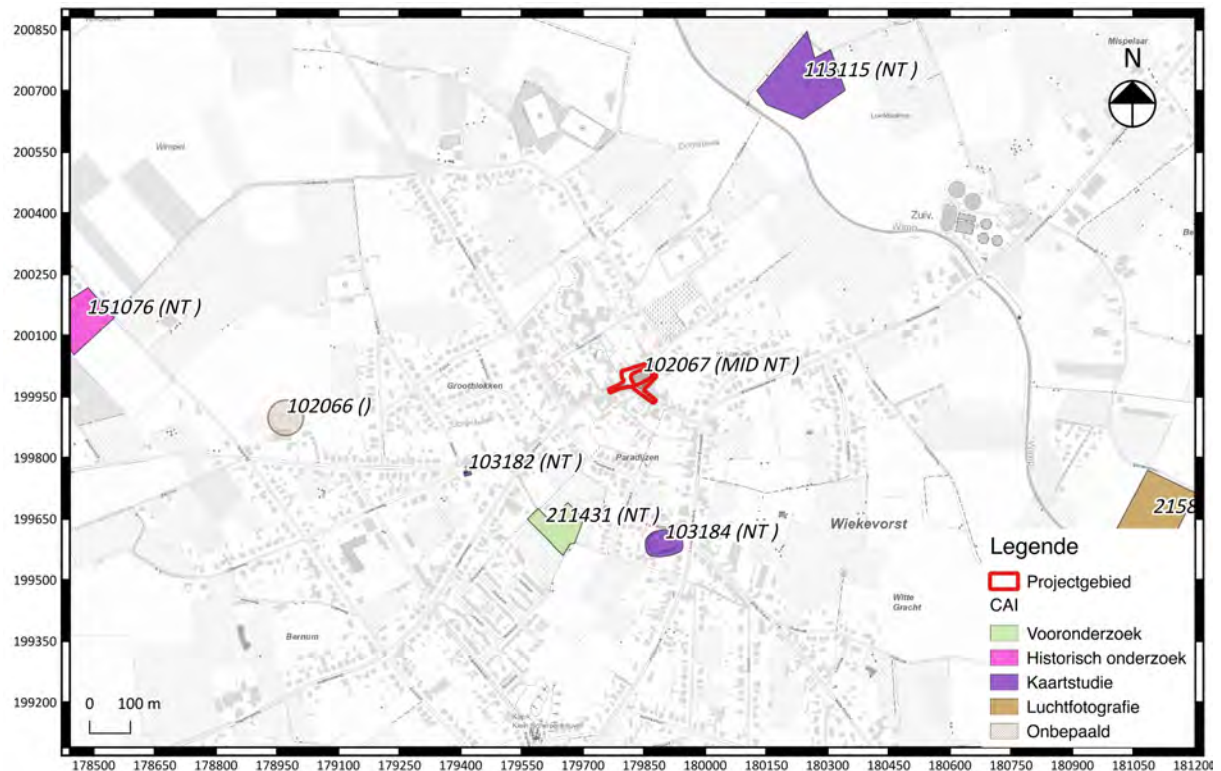 200850
200700
200550
200400
200250
200100
199950
199800
199650
199500
199350
199200
Mispelaar
N
113115 (NT )
Wimpel
Zuiv.
151076 (NT )
102067 (MID NT )
Grootblokken
102066 ()
103182 (NT )
Paradijzen
211431 (NT )
103184 (NT )
2158
Wiekevorst
Legende
Projectgebied
CAI
Vooronderzoek
Historisch onderzoek
Kaartstudie
Luchtfotografie
Onbepaald
Witte
Gracht
Bernum
0 100 m
178500 178650 178800 178950 179100 179250 179400 179550 179700 179850 180000 180150 180300 180450 180600 180750 180900 181050 181200